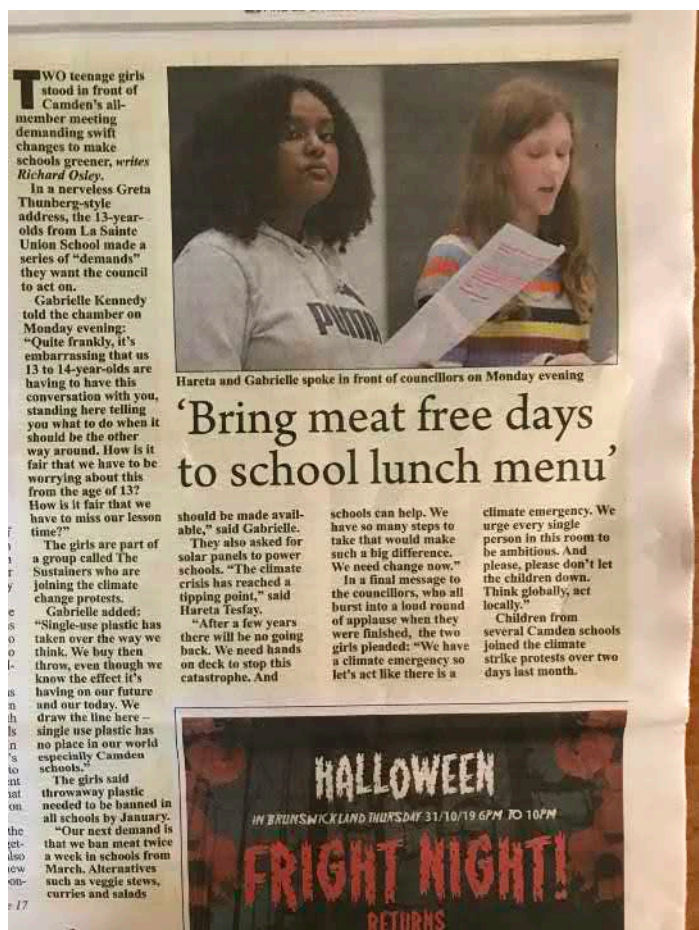 TWO teenage girls
stood in front of
Camden's all-
member meeting
demanding swift
changes to make
schools greener, writes
Richard Osley.
In a nerveless Greta
Thunberg-style
address, the 13-year-
olds from La Sainte
Union School made a
series of "demands"
they want the council
to act on.
Gabrielle Kennedy
told the chamber on
Monday evening:
"Quite frankly, it's
embarrassing that us
13 to 14-year-olds are
having to have this
conversation with you,
standing here telling
you what to do when it
should be the other
way around. How is it
fair that we have to be
worrying about this
from the age of 13?
How is it fair that we
have to miss our lesson
time?"
The girls are part of
a group called The
Sustainers who are
joining the climate
change protests.
Gabrielle added:
"Single-use plastic has
taken over the way we
think. We buy then
throw, even though we
know the effect it's
having on our future
and our today. We
draw the line here –
single use plastic has
no place in our world
especially Camden
schools."
The girls said
throwaway plastic
needed to be banned in
all schools by January.
"Our next demand is
that we ban meat twice
a week in schools from
March. Alternatives
such as veggie stews,
curries and salads
PUMA
Hareta and Gabrielle spoke in front of councillors on Monday evening
'Bring meat free days
to school lunch menu'
should be made avail-
able," said Gabrielle.
They also asked for
solar panels to power
schools. "The climate
crisis has reached a
tipping point," said
Hareta Tesfay.
"After a few years
there will be no going
back. We need hands
on deck to stop this
catastrophe. And
schools can help. We
have so many steps to
take that would make
such a big difference.
We need change now."
In a final message to
the councillors, who all
burst into a loud round
of applause when they
were finished, the two
girls pleaded: "We have
a climate emergency so
let's act like there is a
climate emergency. We
urge every single
person in this room to
be ambitious. And
please, please don't let
the children down.
Think globally, act
locally."
Children from
several Camden schools
joined the climate
strike protests over two
days last month.
HALLOWEEN
IN BRUNSWICKLAND THURSDAY 31/10/19 6PM TO 10PM
FRIGHT NIGHT!
RETURNS